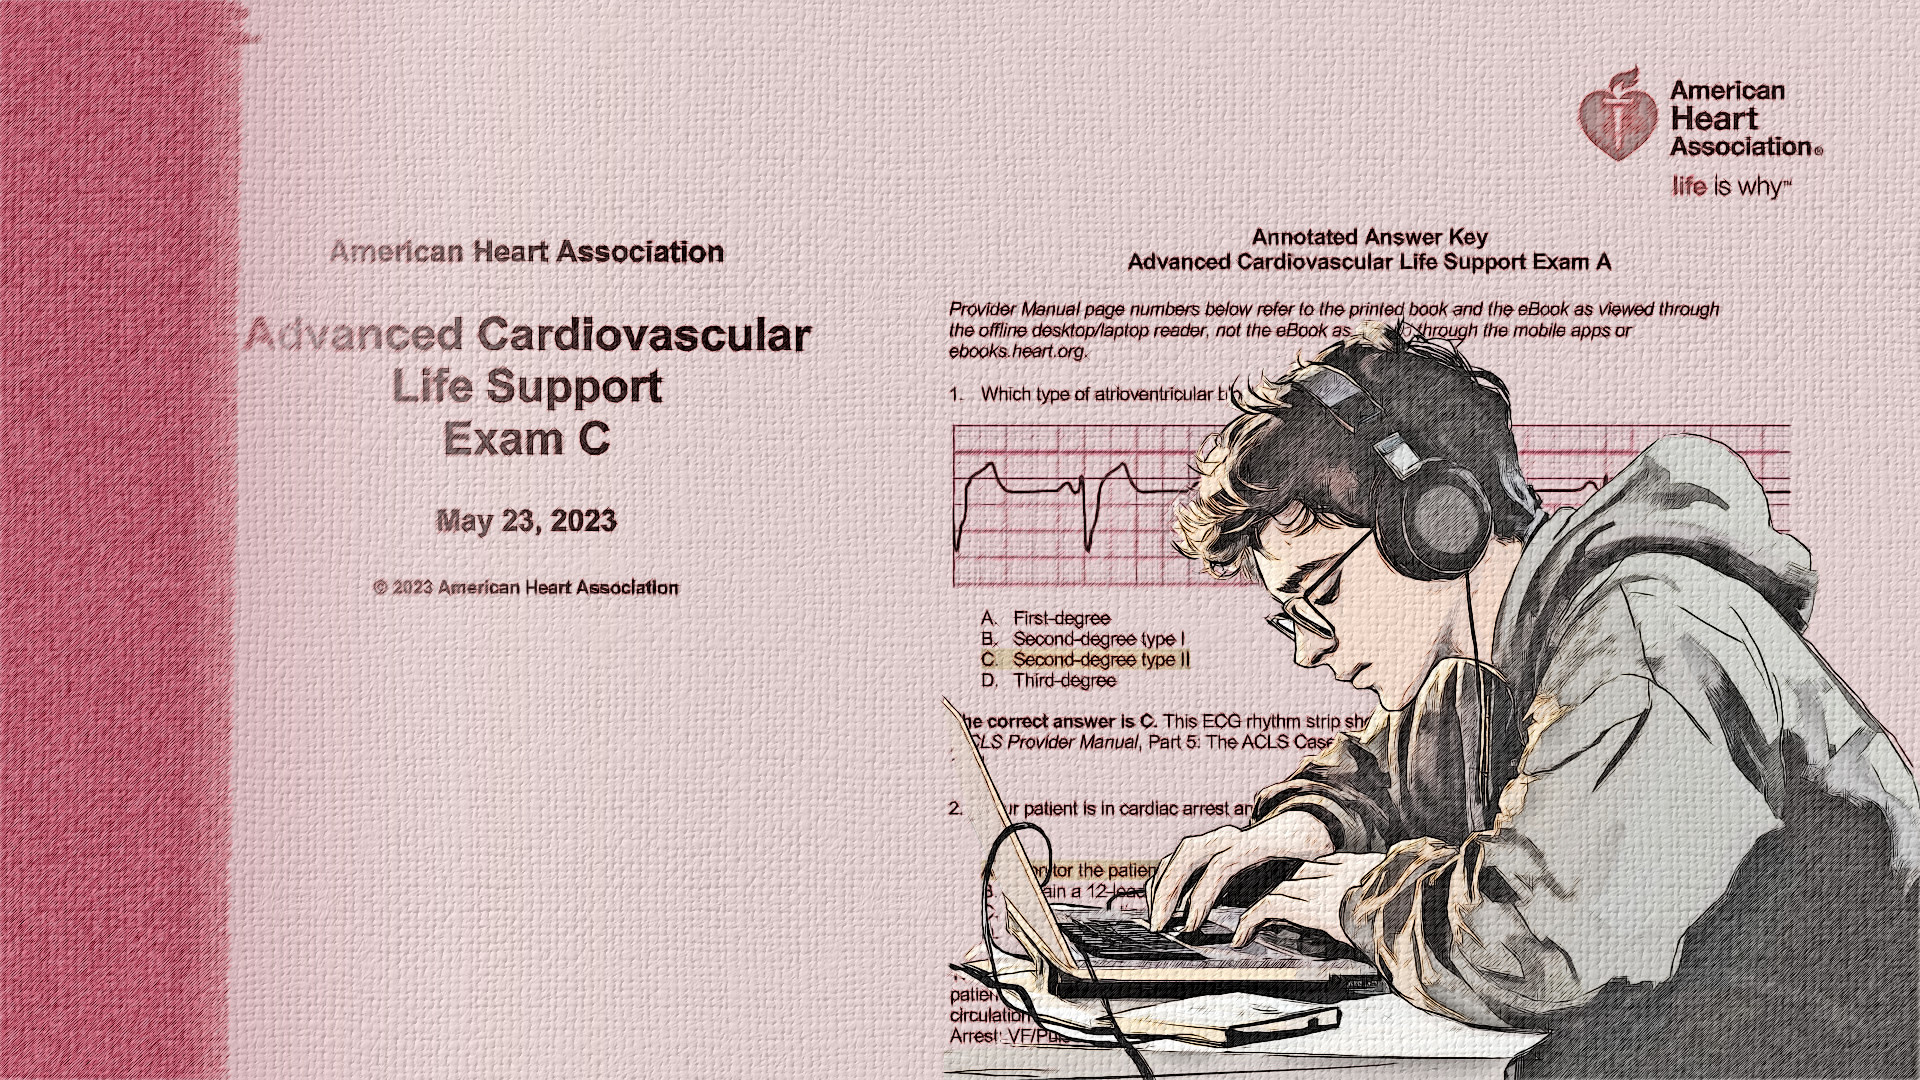 American
Heart
Association®
life is why™
American Heart Association
Advanced Cardiovascular
Life Support
Exam C
May 23, 2023
© 2023 American Heart Association
Annotated Answer Key
Advanced Cardiovascular Life Support Exam A
Provider Manual page numbers below refer to the printed book and the eBook as viewed through
the offline desktop/laptop reader, not the eBook as through the mobile apps or
ebooks.heart.org.
1. Which type of atrioventricular
A. First-degree
B. Second-degree type I
C. Second-degree type II
D. Third-degree
he correct answer is C. This ECG rhythm strip
CLS Provider Manual, Part 5: The ACLS Case
2. r patient is in cardiac arrest
the patien
ain a 12-lead
patien
circulation
Arrest: VF/Puls